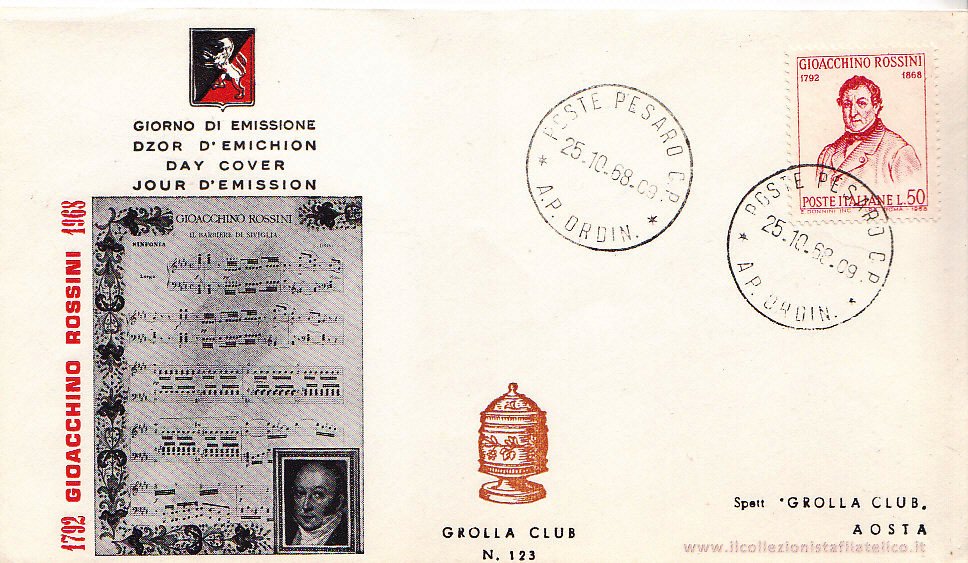 GIORNO DI EMISSIONE
DZOR D'EMICHION
DAY COVER
JOUR D'EMISSION
1792 GIOACCHINO ROSSINI 1968
GIOACCHINO ROSSINI
IL BARBIERE DI SIVIGLIA
SINFONIA
Largo
POSTE PESARO C.P.
25.10.68.09
* A.P. ORDIN. *
GIOACCHINO ROSSINI
1792 1868
POSTE ITALIANE L.50
POSTE PESARO C.P.
25.10.68.09
* A.P. ORDIN. *
GROLLA CLUB
N. 123
Spett 'GROLLA CLUB.
AOSTA
www.ilcollezionistafilatelico.it